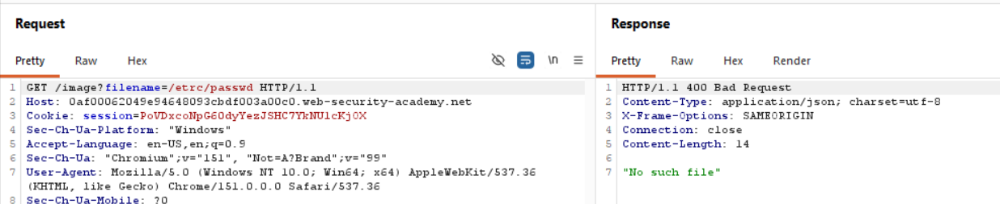 Request
Pretty Raw Hex
\n
1 GET /image?filename=/etrc/passwd HTTP/1.1
2 Host: 0af00062049e94648093cbdf003a00c0.web-security-academy.net
3 Cookie: session=PoVDxcoNpG60dyYezJSHC7YkNUlcKj0X
4 Sec-Ch-Ua-Platform: "Windows"
5 Accept-Language: en-US,en;q=0.9
6 Sec-Ch-Ua: "Chromium";v="151", "Not=A?Brand";v="99"
7 User-Agent: Mozilla/5.0 (Windows NT 10.0; Win64; x64) AppleWebKit/537.36
(KHTML, like Gecko) Chrome/151.0.0.0 Safari/537.36
8 Sec-Ch-Ua-Mobile: ?0
Response
Pretty Raw Hex Render
1 HTTP/1.1 400 Bad Request
2 Content-Type: application/json; charset=utf-8
3 X-Frame-Options: SAMEORIGIN
4 Connection: close
5 Content-Length: 14
6
7 "No such file"